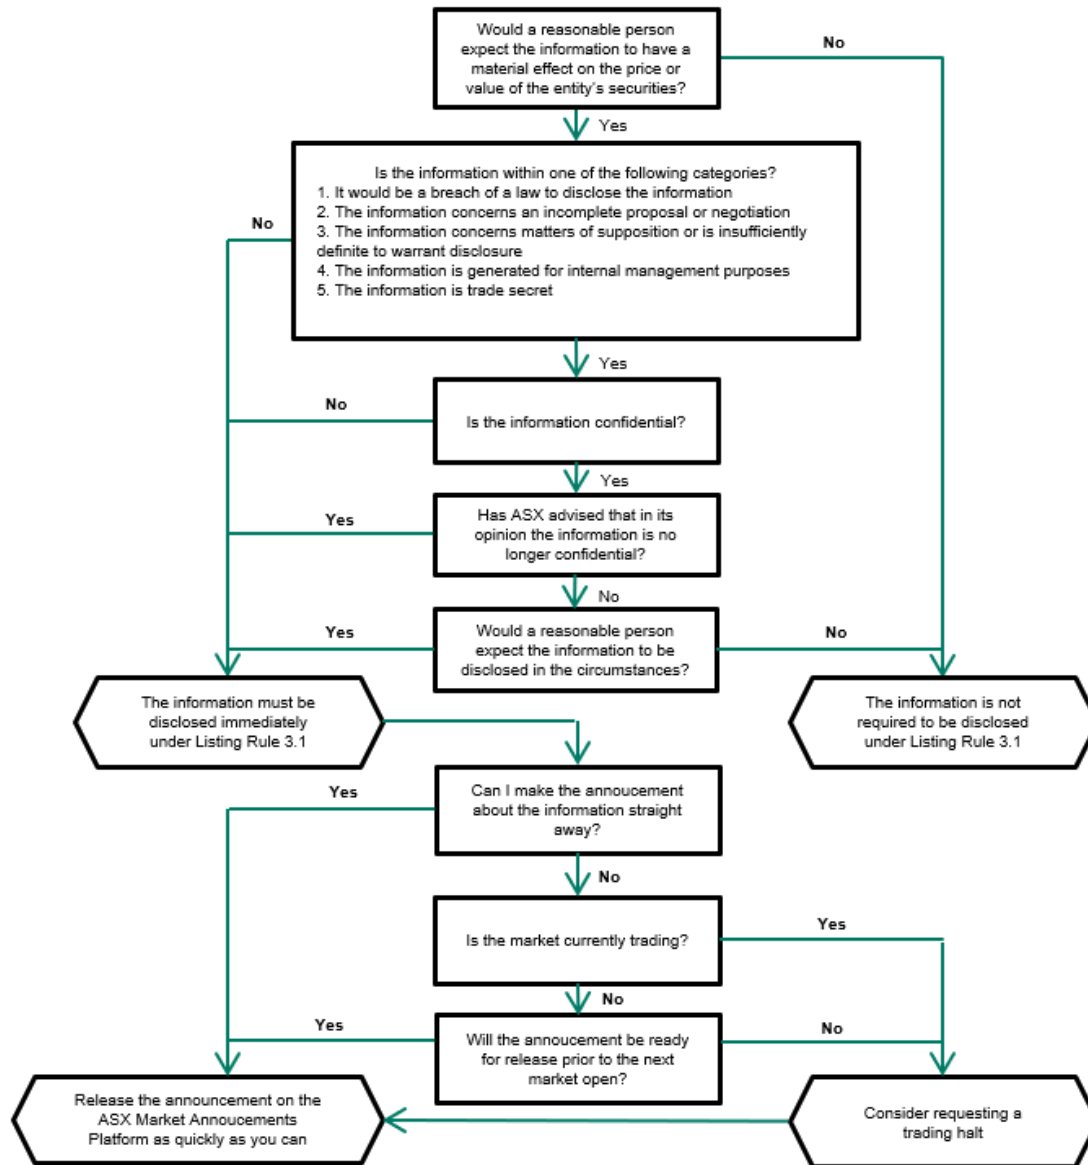 Would a reasonable person
expect the information to have a
material effect on the price or
value of the entity's securities?
No
Yes
Is the information within one of the following categories?
1. It would be a breach of a law to disclose the information
2. The information concerns an incomplete proposal or negotiation
3. The information concerns matters of supposition or is insufficiently
definite to warrant disclosure
4. The information is generated for internal management purposes
5. The information is trade secret
No
Yes
Is the information confidential?
No
Yes
Has ASX advised that in its
opinion the information is no
longer confidential?
Yes
No
Would a reasonable person
expect the information to be
disclosed in the circumstances?
Yes
No
The information must be
disclosed immediately
under Listing Rule 3.1
The information is not
required to be disclosed
under Listing Rule 3.1
Can I make the annoucement
about the information straight
away?
Yes
No
Is the market currently trading?
Yes
No
Will the annoucement be ready
for release prior to the next
market open?
Yes
No
Release the announcement on the
ASX Market Annoucements
Platform as quickly as you can
Consider requesting a
trading halt